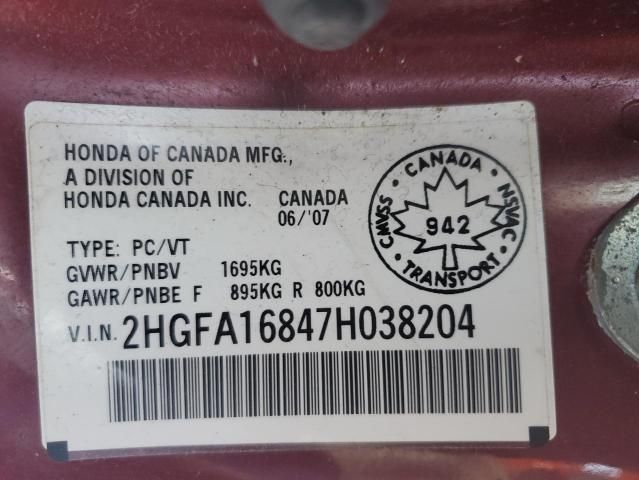 HONDA OF CANADA MFG.,
A DIVISION OF
HONDA CANADA INC. CANADA
06/'07
TYPE: PC/VT
GVWR/PNBV 1695KG
GAWR/PNBE F 895KG R 800KG
V.I.N. 2HGFA16847H038204
CANADA
CMVSS
942
NSVAC
TRANSPORT